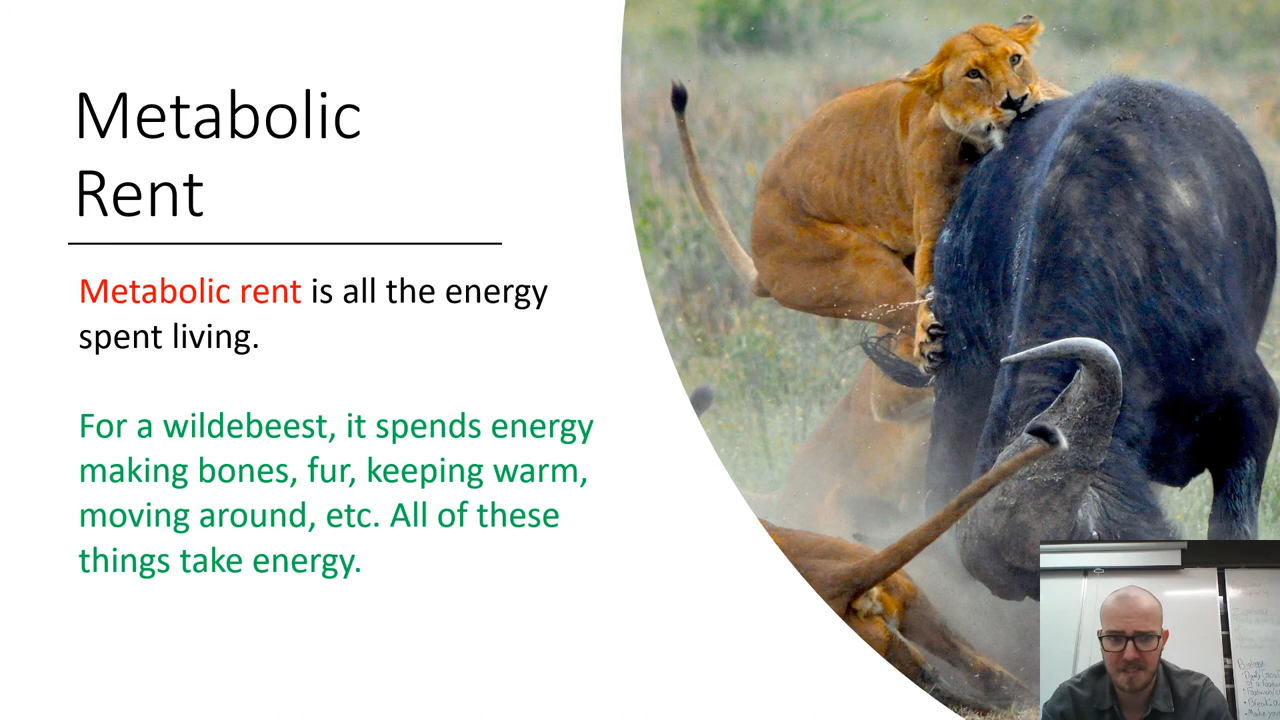 Metabolic
Rent
Metabolic rent is all the energy
spent living.
For a wildebeest, it spends energy
making bones, fur, keeping warm,
moving around, etc. All of these
things take energy.
Biology